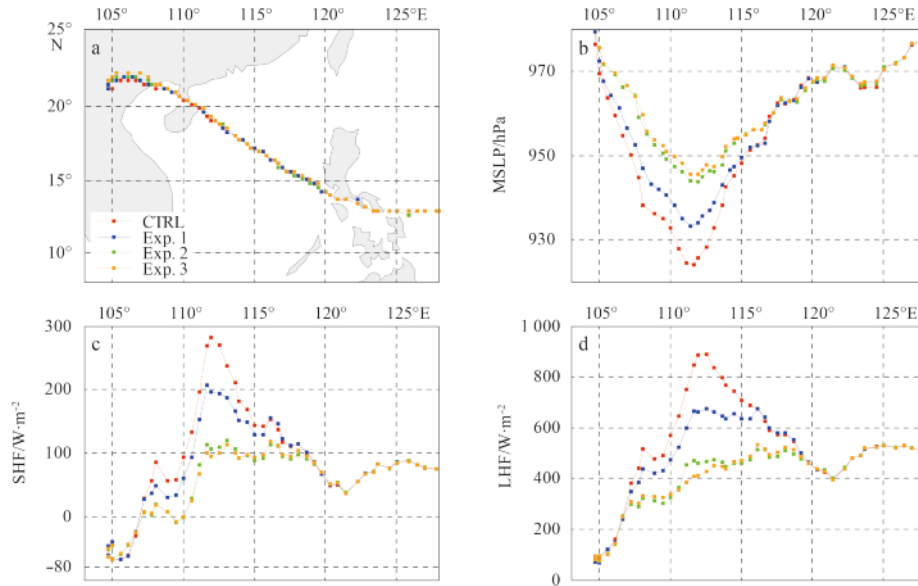 105° 110° 115° 120° 125°E
25°
N
20°
15°
10°
a
CTRL
Exp. 1
Exp. 2
Exp. 3
105° 110° 115° 120° 125°E
b
970
950
930
MSLP/hPa
105° 110° 115° 120° 125°E
c
300
200
100
0
–80
SHF/W·m⁻²
105° 110° 115° 120° 125°E
d
1 000
800
600
400
200
0
LHF/W·m⁻²